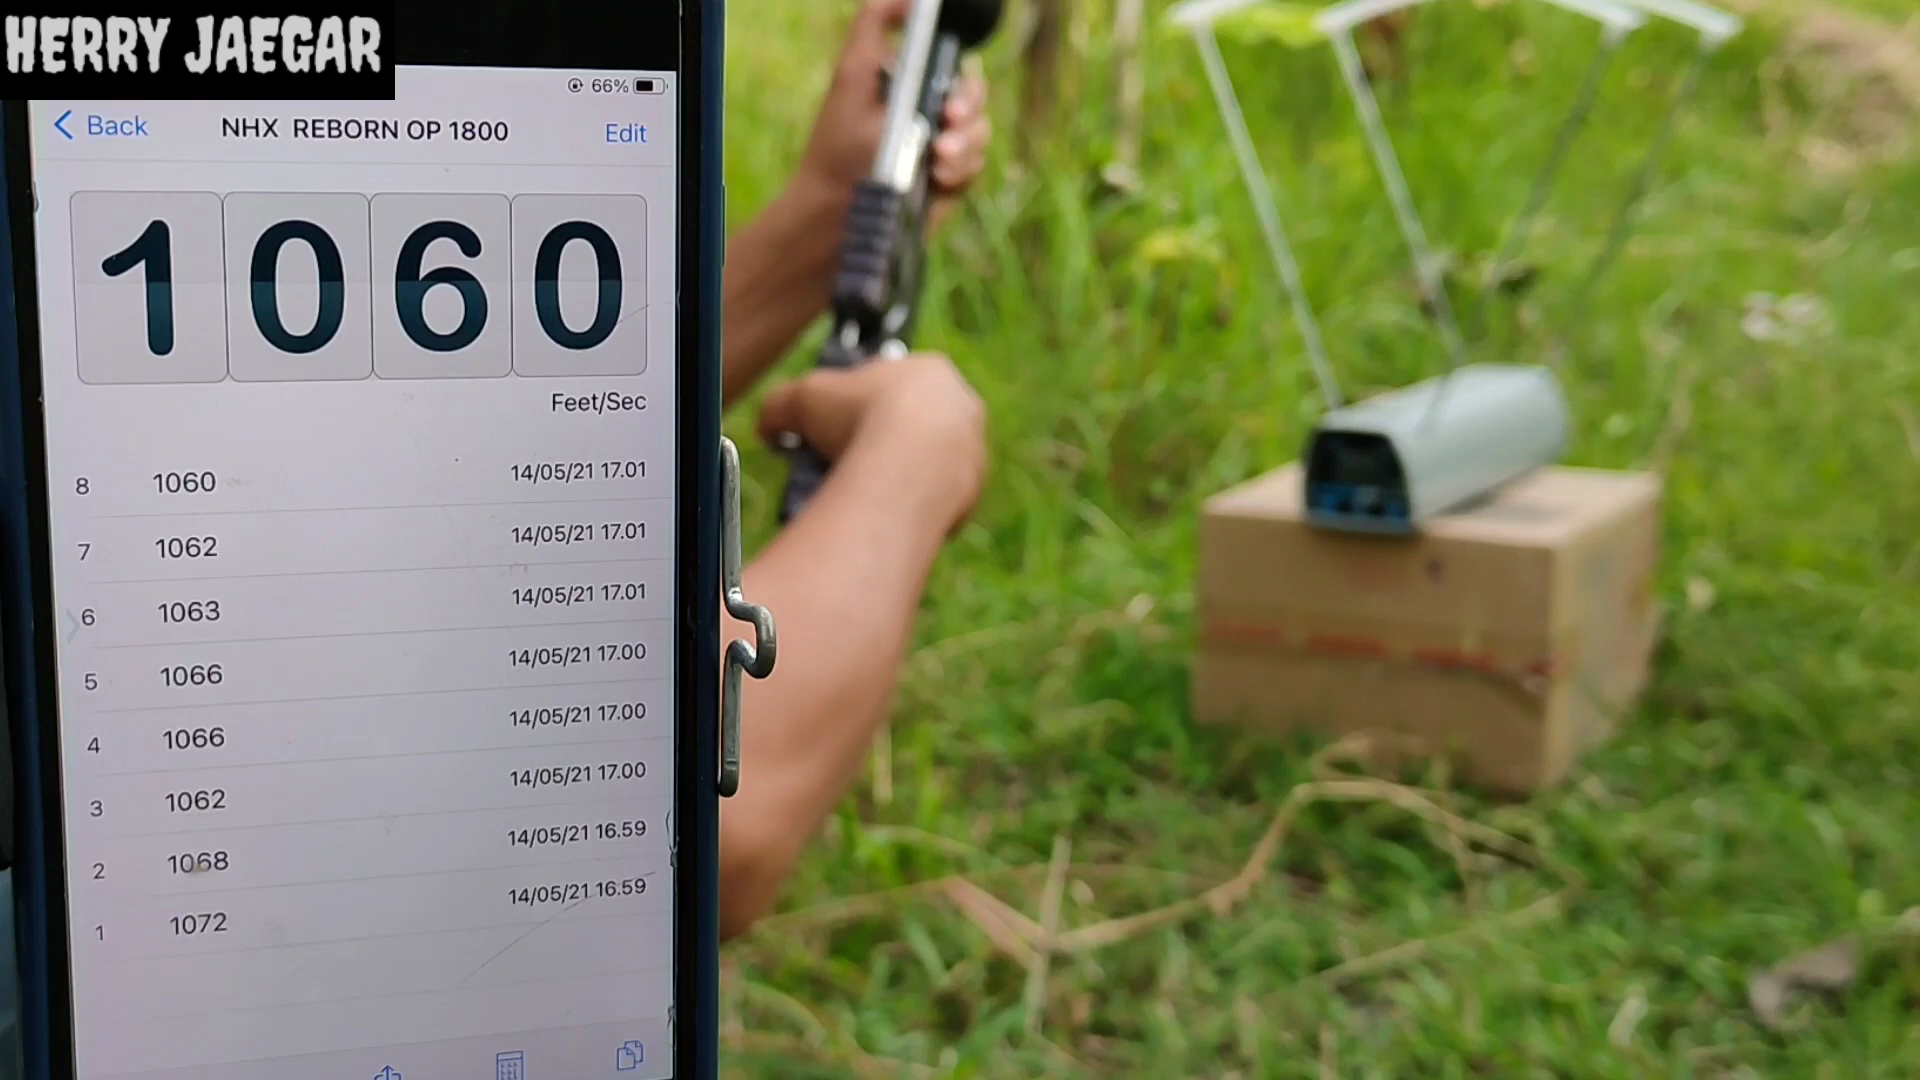 HERRY JAEGAR
66%
Back NHX REBORN OP 1800 Edit
1060
Feet/Sec
8 1060 14/05/21 17.01
7 1062 14/05/21 17.01
6 1063 14/05/21 17.01
5 1066 14/05/21 17.00
4 1066 14/05/21 17.00
3 1062 14/05/21 17.00
2 1068 14/05/21 16.59
1 1072 14/05/21 16.59